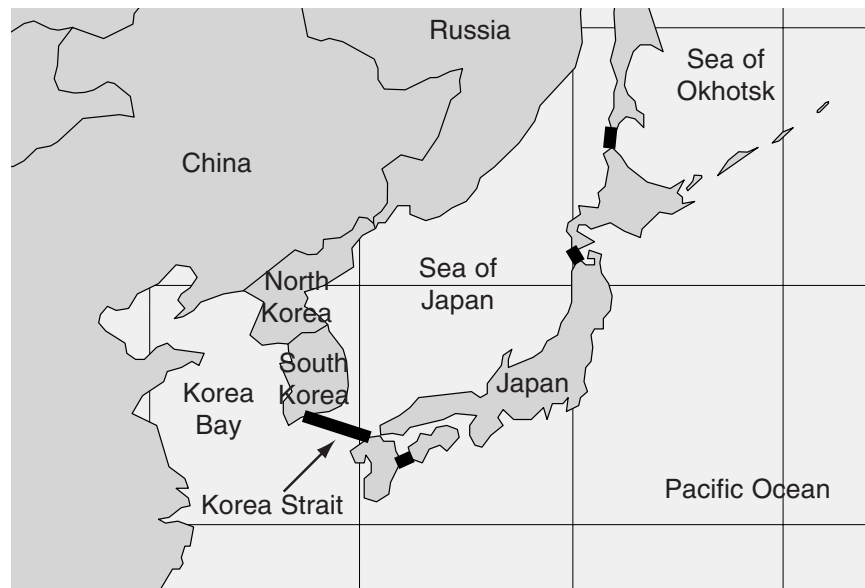 Russia
Sea of
Okhotsk
China
Sea of
Japan
North
Korea
South
Korea
Japan
Korea
Bay
Korea Strait
Pacific Ocean